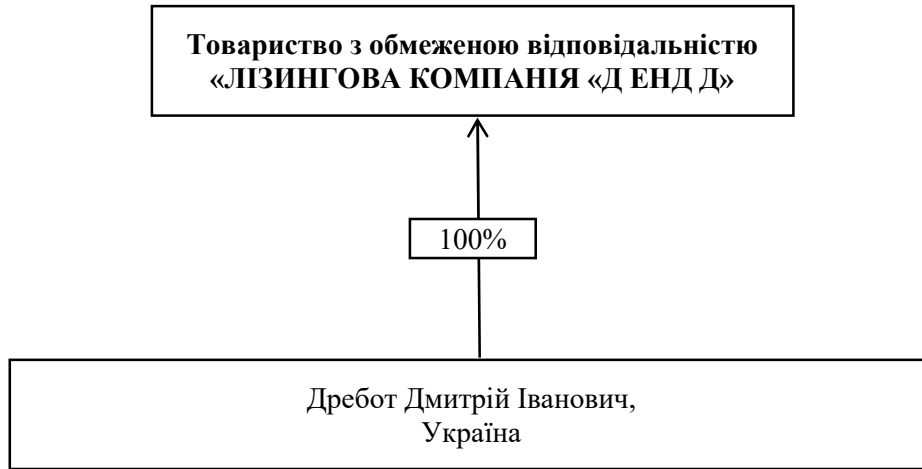 Товариство з обмеженою відповідальністю
«ЛІЗИНГОВА КОМПАНІЯ «Д ЕНД Д»
100%
Дребот Дмитрій Іванович,
Україна